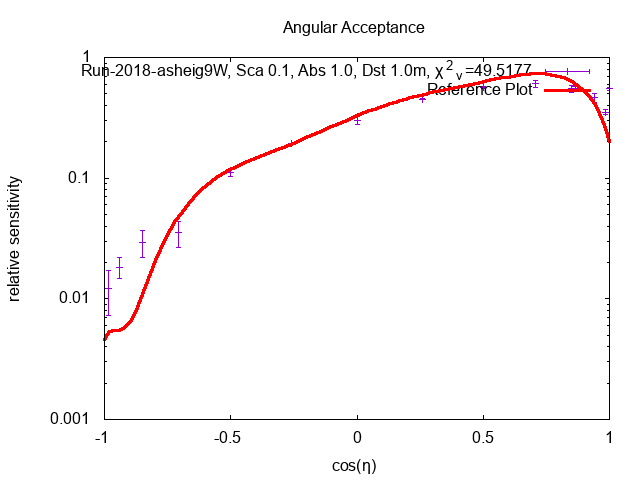 Angular Acceptance
1
Run-2018-asheig9W, Sca 0.1, Abs 1.0, Dst 1.0m, χ²ᵥ=49.5177
Reference Plot
0.1
relative sensitivity
0.01
0.001
-1 -0.5 0 0.5 1
cos(η)